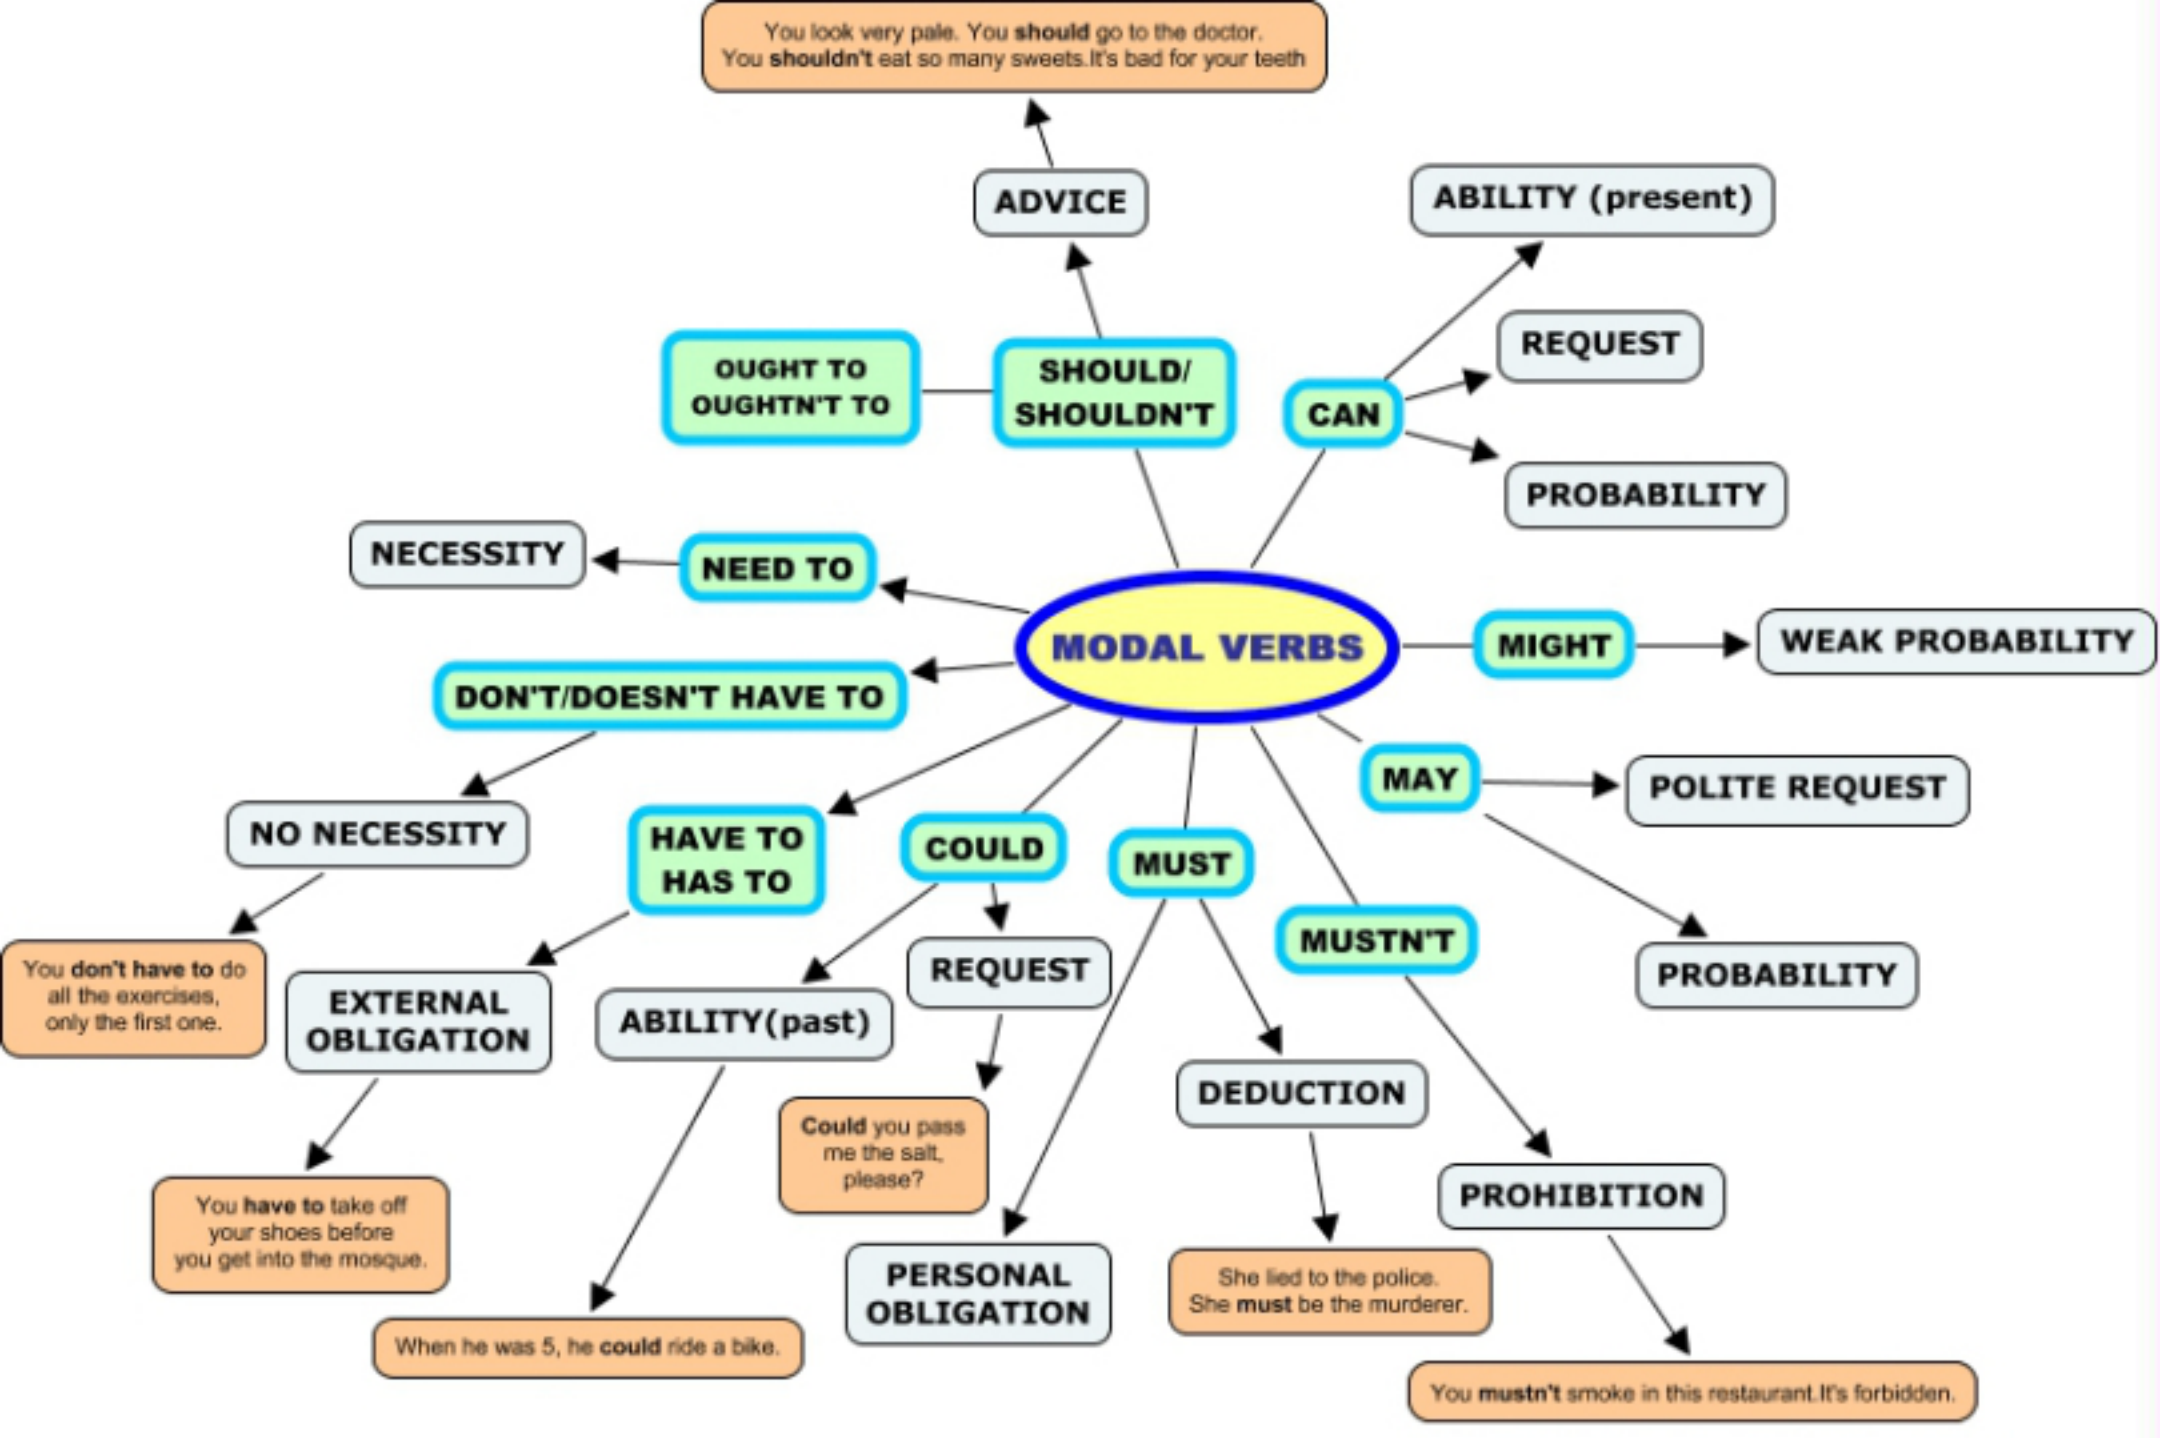 You look very pale. You should go to the doctor.
You shouldn't eat so many sweets.It's bad for your teeth
ADVICE
ABILITY (present)
REQUEST
OUGHT TO
OUGHTN'T TO
SHOULD/
SHOULDN'T
CAN
PROBABILITY
NECESSITY
NEED TO
MODAL VERBS
MIGHT
WEAK PROBABILITY
DON'T/DOESN'T HAVE TO
MAY
POLITE REQUEST
NO NECESSITY
HAVE TO
HAS TO
COULD
MUST
MUSTN'T
PROBABILITY
You don't have to do
all the exercises,
only the first one.
EXTERNAL
OBLIGATION
ABILITY(past)
REQUEST
DEDUCTION
Could you pass
me the salt,
please?
PROHIBITION
You have to take off
your shoes before
you get into the mosque.
PERSONAL
OBLIGATION
She lied to the police.
She must be the murderer.
When he was 5, he could ride a bike.
You mustn't smoke in this restaurant.It's forbidden.